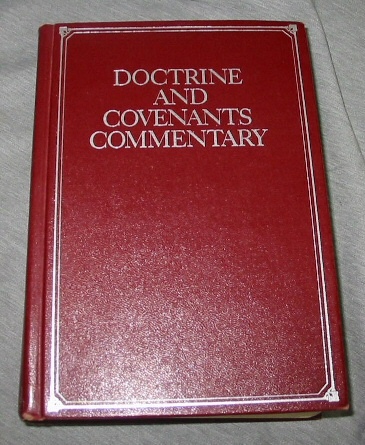 DOCTRINE
AND
COVENANTS
COMMENTARY